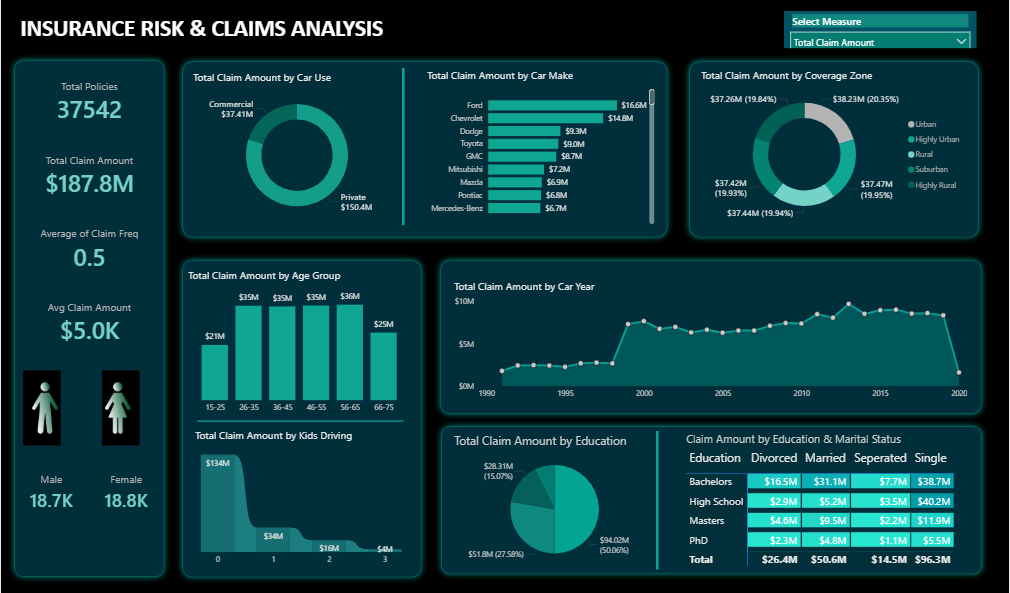 INSURANCE RISK & CLAIMS ANALYSIS
Select Measure
Total Claim Amount
Total Policies
37542
Total Claim Amount
$187.8M
Average of Claim Freq
0.5
Avg Claim Amount
$5.0K
Male
Female
18.7K
18.8K
Total Claim Amount by Car Use
Commercial
$37.41M
Private
$150.4M
Total Claim Amount by Car Make
Ford $16.6M
Chevrolet $14.8M
Dodge $9.3M
Toyota $9.0M
GMC $8.7M
Mitsubishi $7.2M
Mazda $6.9M
Pontiac $6.8M
Mercedes-Benz $6.7M
Total Claim Amount by Coverage Zone
$37.26M (19.84%)
$38.23M (20.35%)
$37.42M
(19.93%)
$37.47M
(19.95%)
$37.44M (19.94%)
Urban
Highly Urban
Rural
Suburban
Highly Rural
Total Claim Amount by Age Group
$21M $35M $35M $35M $36M $25M
15-25 26-35 36-45 46-55 56-65 66-75
Total Claim Amount by Kids Driving
$134M
$34M
$16M
$4M
0 1 2 3
Total Claim Amount by Car Year
$10M
$5M
$0M
1990 1995 2000 2005 2010 2015 2020
Total Claim Amount by Education
$28.31M
(15.07%)
$51.8M (27.58%)
$94.02M
(50.06%)
Claim Amount by Education & Marital Status
Education Divorced Married Seperated Single
Bachelors $16.5M $31.1M $7.7M $38.7M
High School $2.9M $5.2M $3.5M $40.2M
Masters $4.6M $9.5M $2.2M $11.9M
PhD $2.3M $4.8M $1.1M $5.5M
Total $26.4M $50.6M $14.5M $96.3M